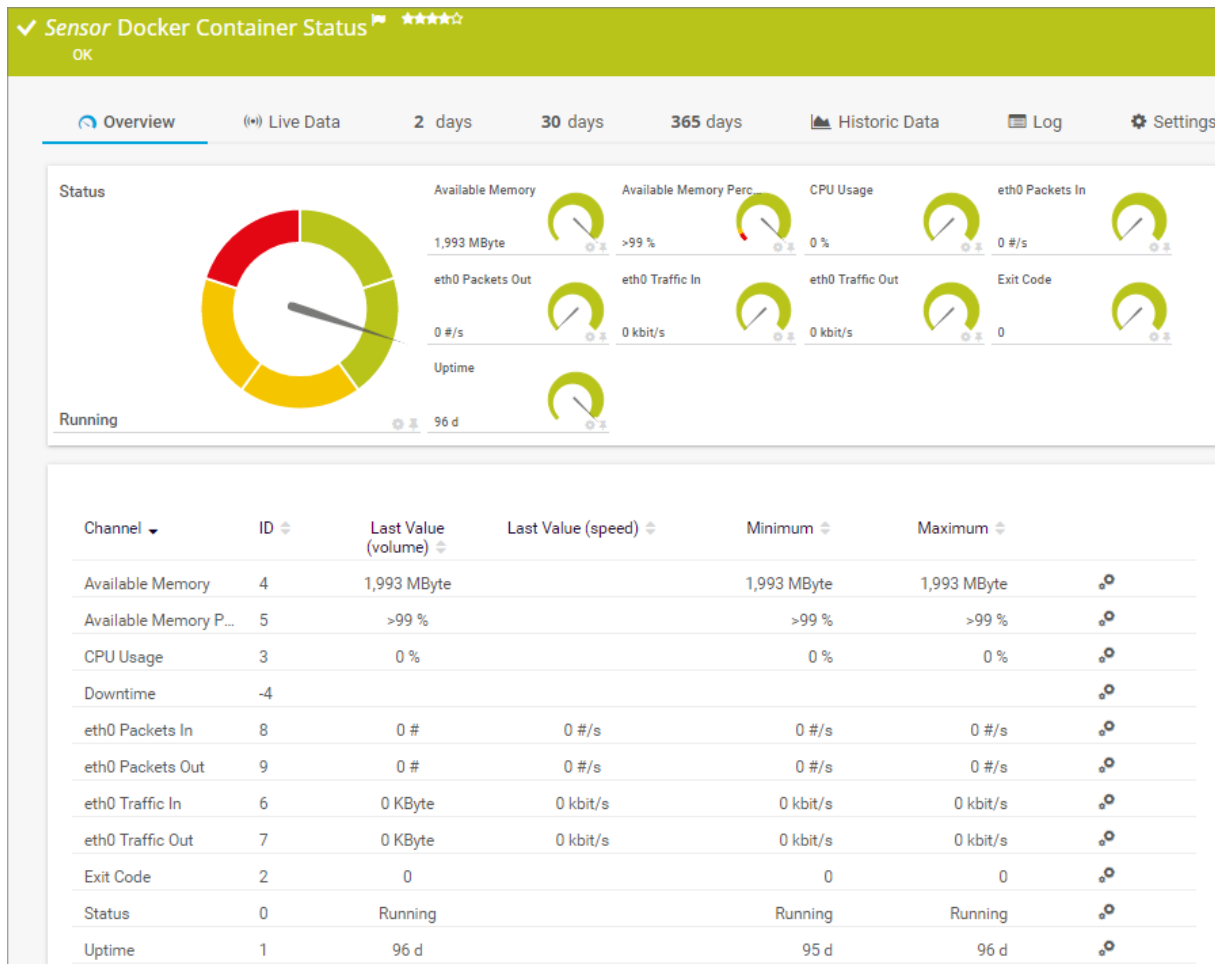 Sensor Docker Container Status
OK
Overview
Live Data
2 days
30 days
365 days
Historic Data
Log
Settings
Status
Running
Available Memory
1,993 MByte
Available Memory Perc...
>99 %
CPU Usage
0 %
eth0 Packets In
0 #/s
eth0 Packets Out
0 #/s
eth0 Traffic In
0 kbit/s
eth0 Traffic Out
0 kbit/s
Exit Code
0
Uptime
96 d
Channel ID Last Value (volume) Last Value (speed) Minimum Maximum
Available Memory 4 1,993 MByte 1,993 MByte 1,993 MByte
Available Memory P... 5 >99 % >99 % >99 %
CPU Usage 3 0 % 0 % 0 %
Downtime -4
eth0 Packets In 8 0 # 0 #/s 0 #/s 0 #/s
eth0 Packets Out 9 0 # 0 #/s 0 #/s 0 #/s
eth0 Traffic In 6 0 KByte 0 kbit/s 0 kbit/s 0 kbit/s
eth0 Traffic Out 7 0 KByte 0 kbit/s 0 kbit/s 0 kbit/s
Exit Code 2 0 0 0
Status 0 Running Running Running
Uptime 1 96 d 95 d 96 d